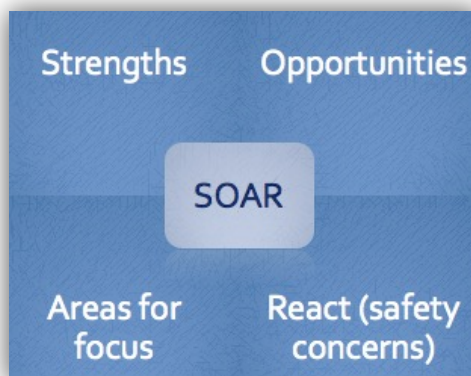 Strengths
Opportunities
SOAR
Areas for
focus
React (safety
concerns)